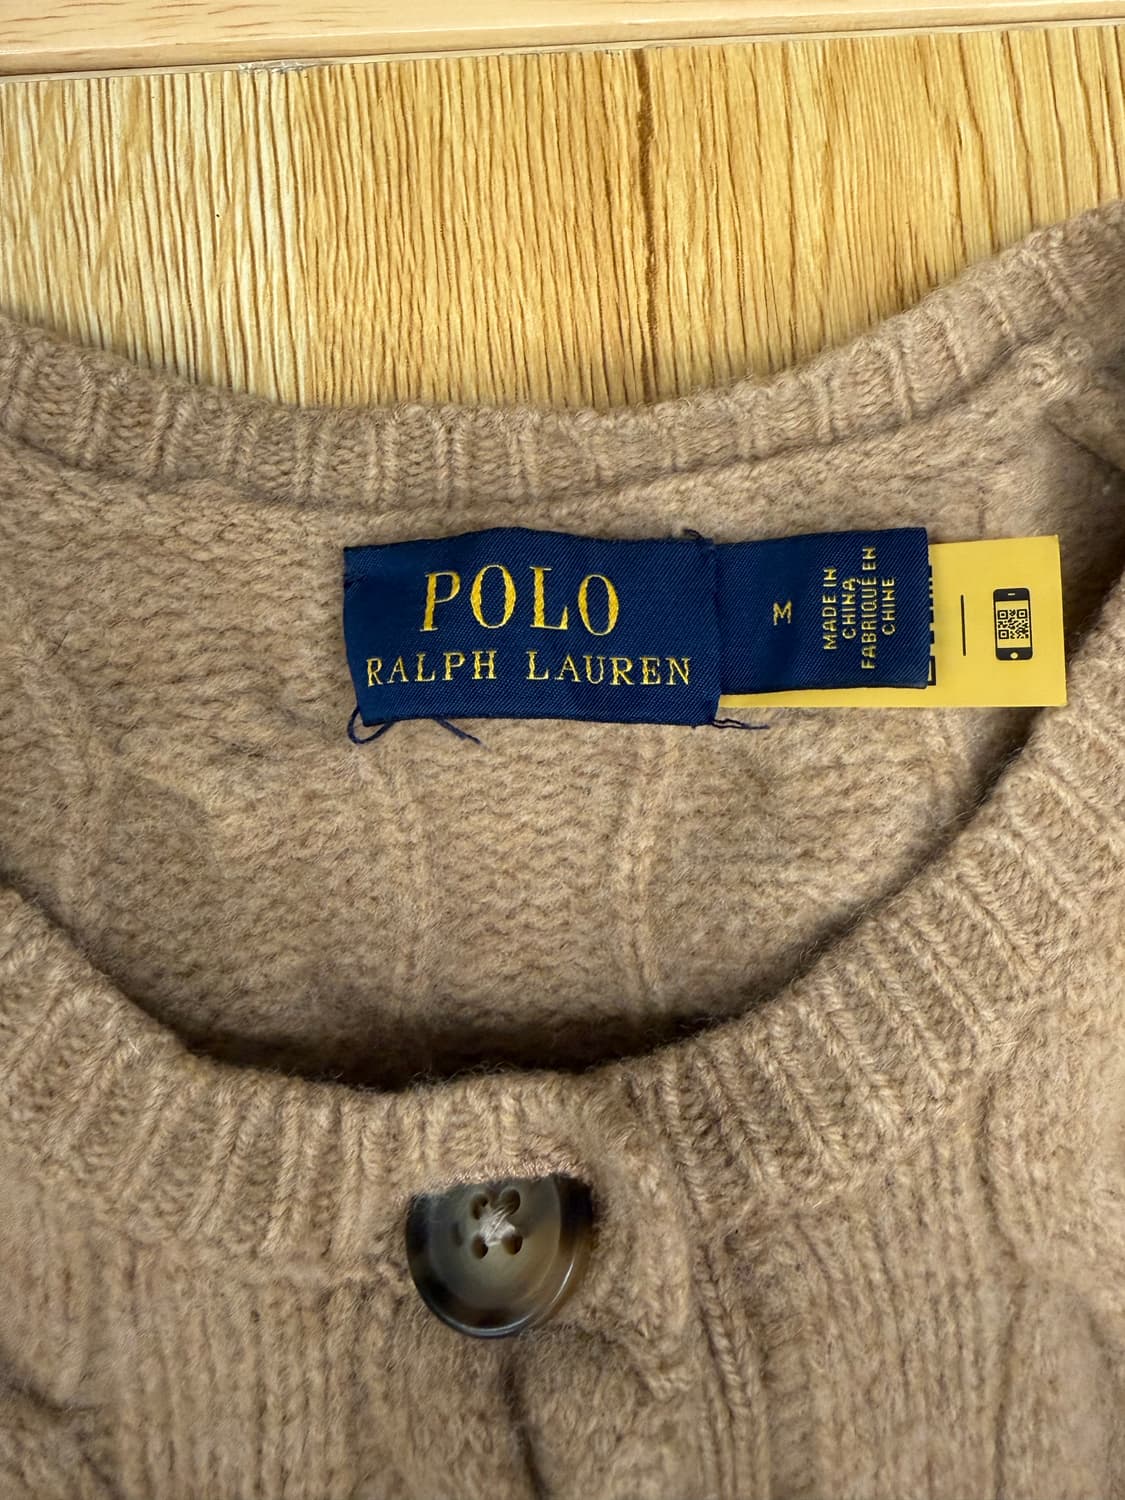 POLO
RALPH LAUREN
M
MADE IN
CHINA
FABRIQUÉ EN
CHINE